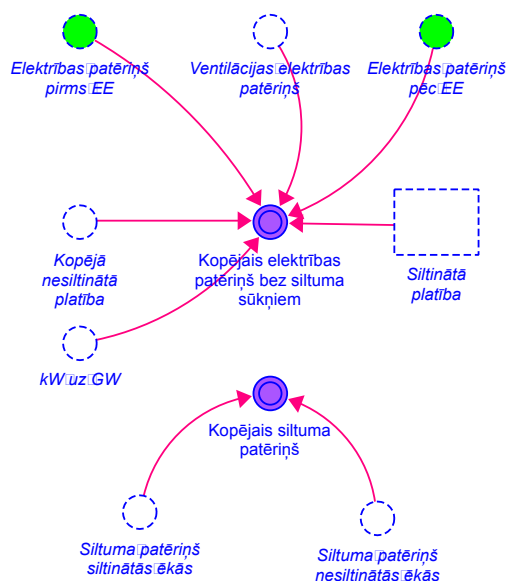 Elektrības patēriņš
pirms EE
Ventilācijas elektrības
patēriņš
Elektrības patēriņš
pēc EE
Kopējā
nesiltinātā
platība
Kopējais elektrības
patēriņš bez siltuma
sūkņiem
Siltinātā
platība
kW uz GW
Kopējais siltuma
patēriņš
Siltuma patēriņš
siltinātās ēkās
Siltuma patēriņš
nesiltinātās ēkās